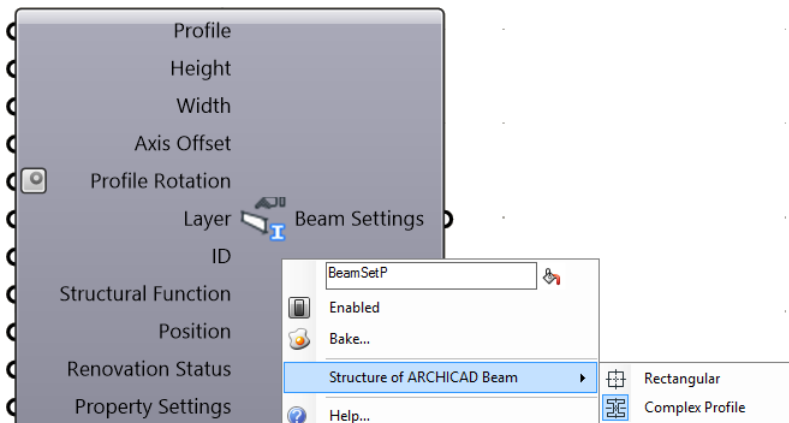 Profile
Height
Width
Axis Offset
Profile Rotation
Layer
Beam Settings
ID
Structural Function
Position
Renovation Status
Property Settings
BeamSetP
Enabled
Bake...
Structure of ARCHICAD Beam
Help...
Rectangular
Complex Profile